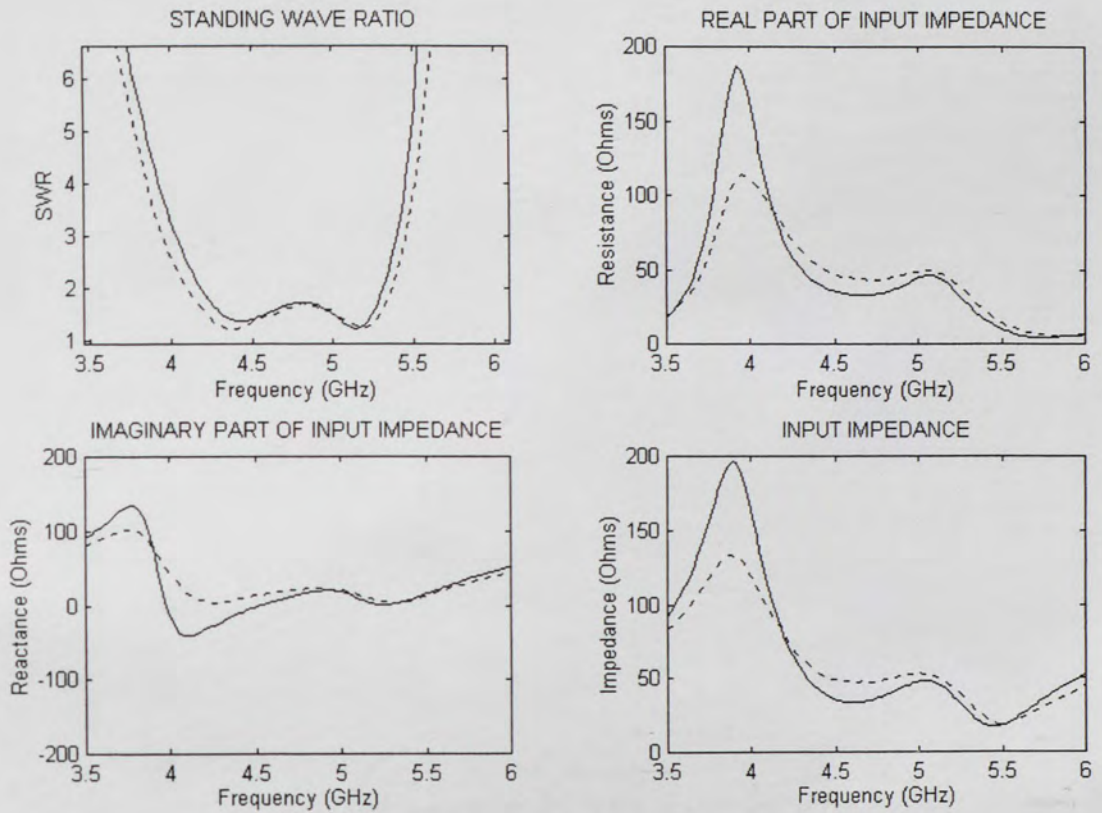 STANDING WAVE RATIO
6
5
4
3
2
1
SWR
3.5 4 4.5 5 5.5 6
Frequency (GHz)
REAL PART OF INPUT IMPEDANCE
200
150
100
50
0
Resistance (Ohms)
3.5 4 4.5 5 5.5 6
Frequency (GHz)
IMAGINARY PART OF INPUT IMPEDANCE
200
100
0
-100
-200
Reactance (Ohms)
3.5 4 4.5 5 5.5 6
Frequency (GHz)
INPUT IMPEDANCE
200
150
100
50
0
Impedance (Ohms)
3.5 4 4.5 5 5.5 6
Frequency (GHz)